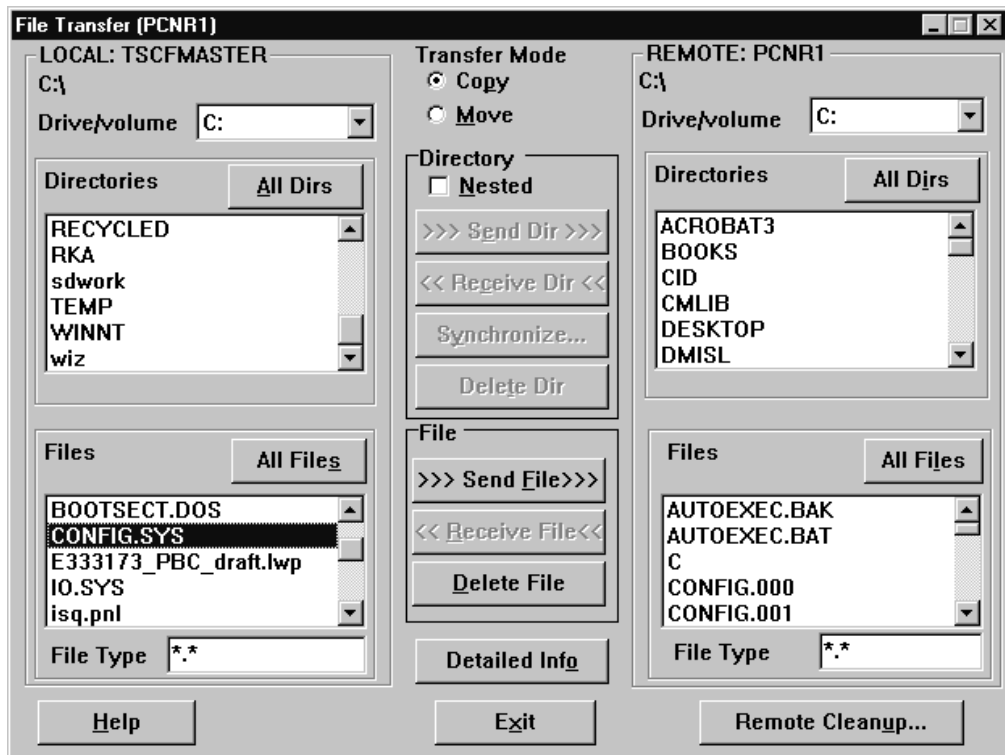 File Transfer (PCNR1)
LOCAL: TSCFMASTER
C:\
Drive/volume C:
Directories All Dirs
RECYCLED
RKA
sdwork
TEMP
WINNT
wiz
Files All Files
BOOTSECT.DOS
CONFIG.SYS
E333173_PBC_draft.lwp
IO.SYS
isq.pnl
File Type *.*
Transfer Mode
Copy
Move
Directory
Nested
>>> Send Dir >>>
<< Receive Dir <<
Synchronize...
Delete Dir
File
>>> Send File>>>
<< Receive File<<
Delete File
Detailed Info
REMOTE: PCNR1
C:\
Drive/volume C:
Directories All Dirs
ACROBAT3
BOOKS
CID
CMLIB
DESKTOP
DMISL
Files All Files
AUTOEXEC.BAK
AUTOEXEC.BAT
C
CONFIG.000
CONFIG.001
File Type *.*
Help Exit Remote Cleanup...